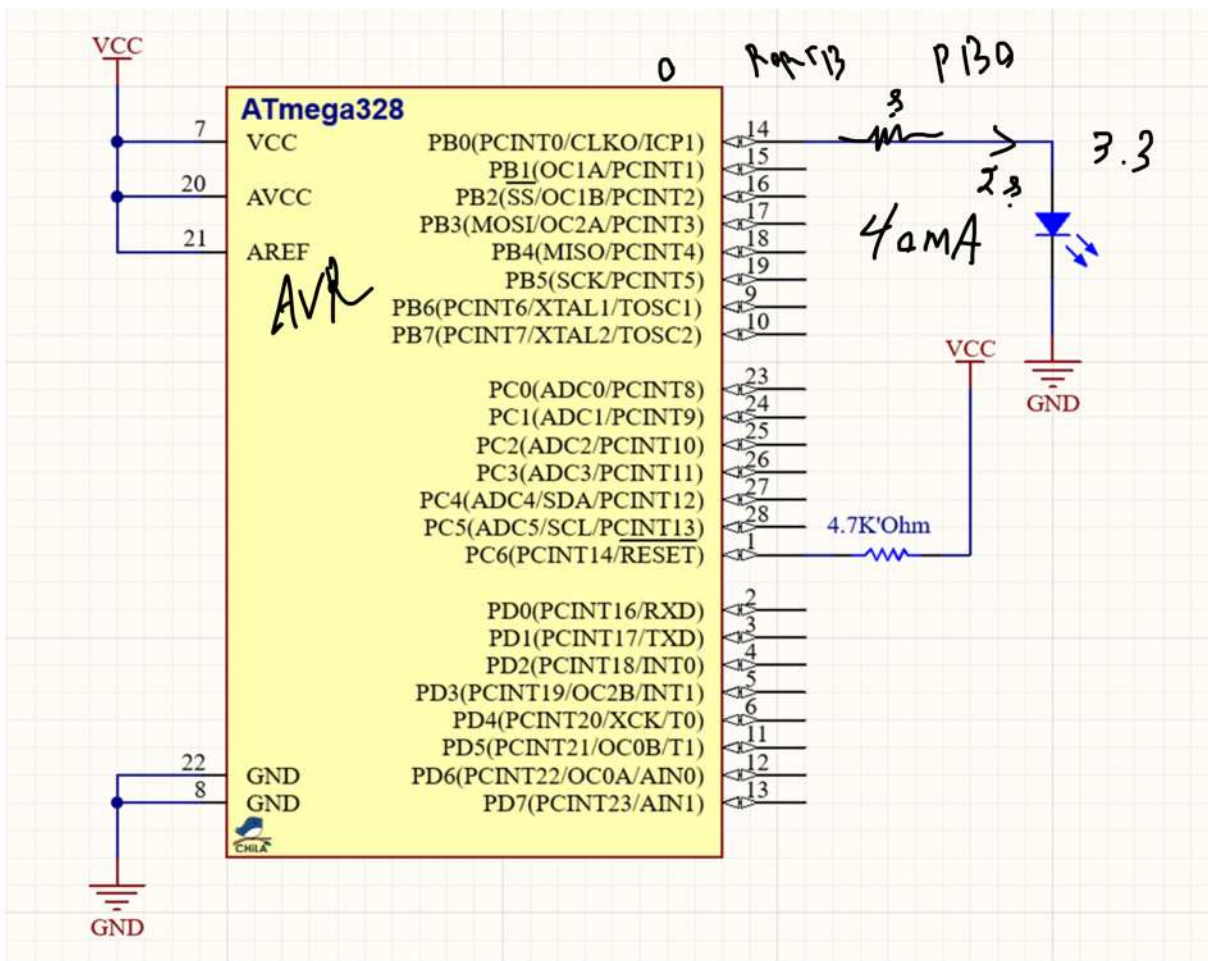 VCC
0
PB0
ATmega328
7 VCC
PB0(PCINT0/CLKO/ICP1) 14
3.3
PB1(OC1A/PCINT1) 15
20 AVCC
PB2(SS/OC1B/PCINT2) 16
PB3(MOSI/OC2A/PCINT3) 17
40mA
21 AREF
PB4(MISO/PCINT4) 18
PB5(SCK/PCINT5) 19
AVR
PB6(PCINT6/XTAL1/TOSC1) 9
PB7(PCINT7/XTAL2/TOSC2) 10
VCC
PC0(ADC0/PCINT8) 23
GND
PC1(ADC1/PCINT9) 24
PC2(ADC2/PCINT10) 25
PC3(ADC3/PCINT11) 26
PC4(ADC4/SDA/PCINT12) 27
PC5(ADC5/SCL/PCINT13) 28
4.7K'Ohm
PC6(PCINT14/RESET) 1
PD0(PCINT16/RXD) 2
PD1(PCINT17/TXD) 3
PD2(PCINT18/INT0) 4
PD3(PCINT19/OC2B/INT1) 5
PD4(PCINT20/XCK/T0) 6
PD5(PCINT21/OC0B/T1) 11
22 GND
PD6(PCINT22/OC0A/AIN0) 12
8 GND
PD7(PCINT23/AIN1) 13
CHiLA
GND